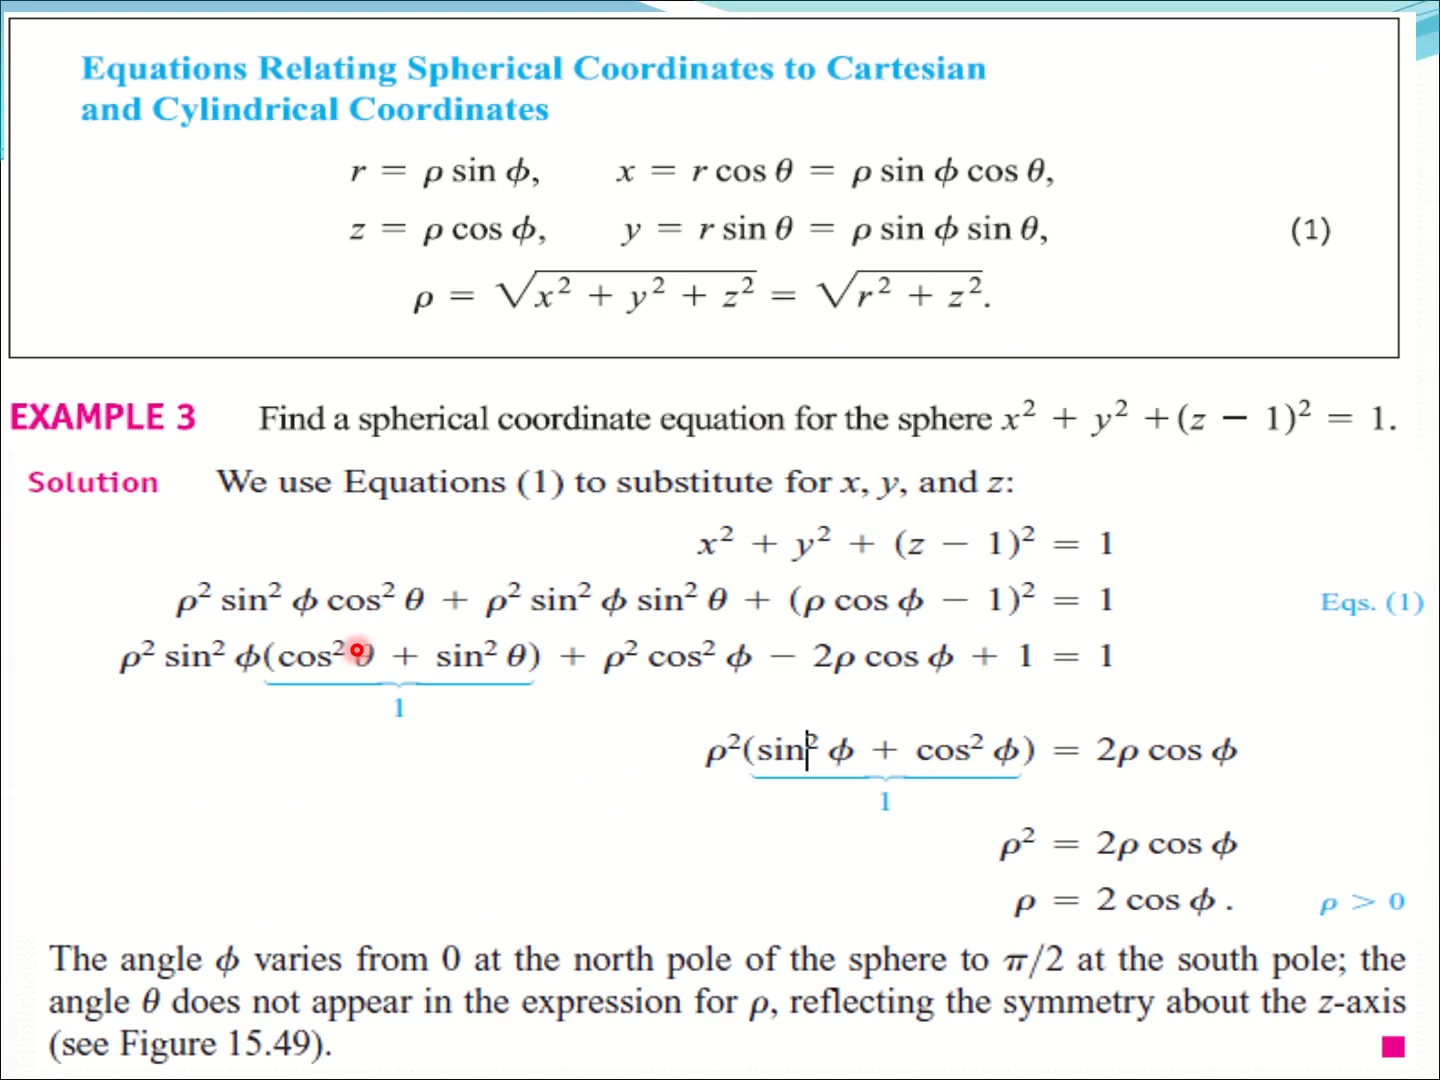 Equations Relating Spherical Coordinates to Cartesian
and Cylindrical Coordinates
r = ρ sin ϕ, x = r cos θ = ρ sin ϕ cos θ,
z = ρ cos ϕ, y = r sin θ = ρ sin ϕ sin θ, (1)
ρ = √x² + y² + z² = √r² + z².
EXAMPLE 3 Find a spherical coordinate equation for the sphere x² + y² + (z − 1)² = 1.
Solution We use Equations (1) to substitute for x, y, and z:
x² + y² + (z − 1)² = 1
ρ² sin² ϕ cos² θ + ρ² sin² ϕ sin² θ + (ρ cos ϕ − 1)² = 1 Eqs. (1)
ρ² sin² ϕ(cos² θ + sin² θ) + ρ² cos² ϕ − 2ρ cos ϕ + 1 = 1
1
ρ²(sin² ϕ + cos² ϕ) = 2ρ cos ϕ
1
ρ² = 2ρ cos ϕ
ρ = 2 cos ϕ . ρ > 0
The angle ϕ varies from 0 at the north pole of the sphere to π/2 at the south pole; the
angle θ does not appear in the expression for ρ, reflecting the symmetry about the z-axis
(see Figure 15.49).